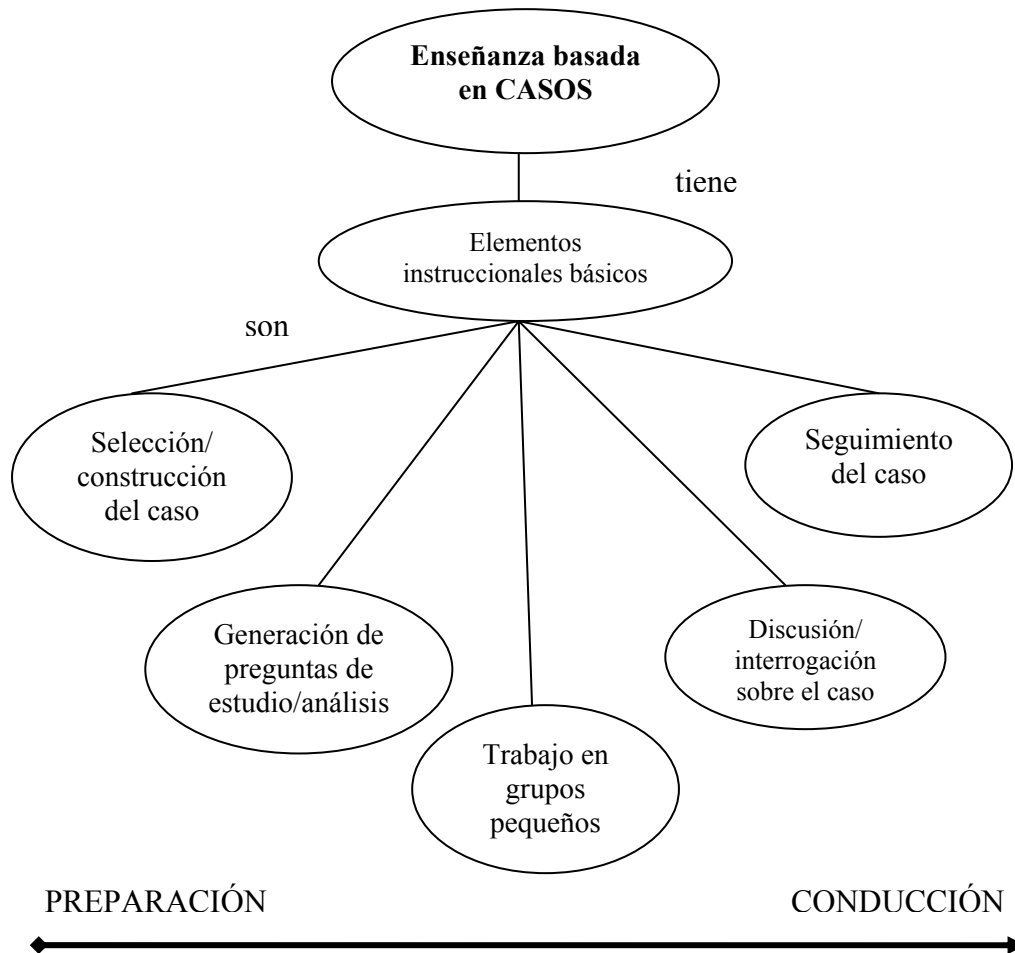 Enseñanza basada
en CASOS
tiene
Elementos
instruccionales básicos
son
Selección/
construcción
del caso
Generación de
preguntas de
estudio/análisis
Trabajo en
grupos
pequeños
Discusión/
interrogación
sobre el caso
Seguimiento
del caso
PREPARACIÓN
CONDUCCIÓN